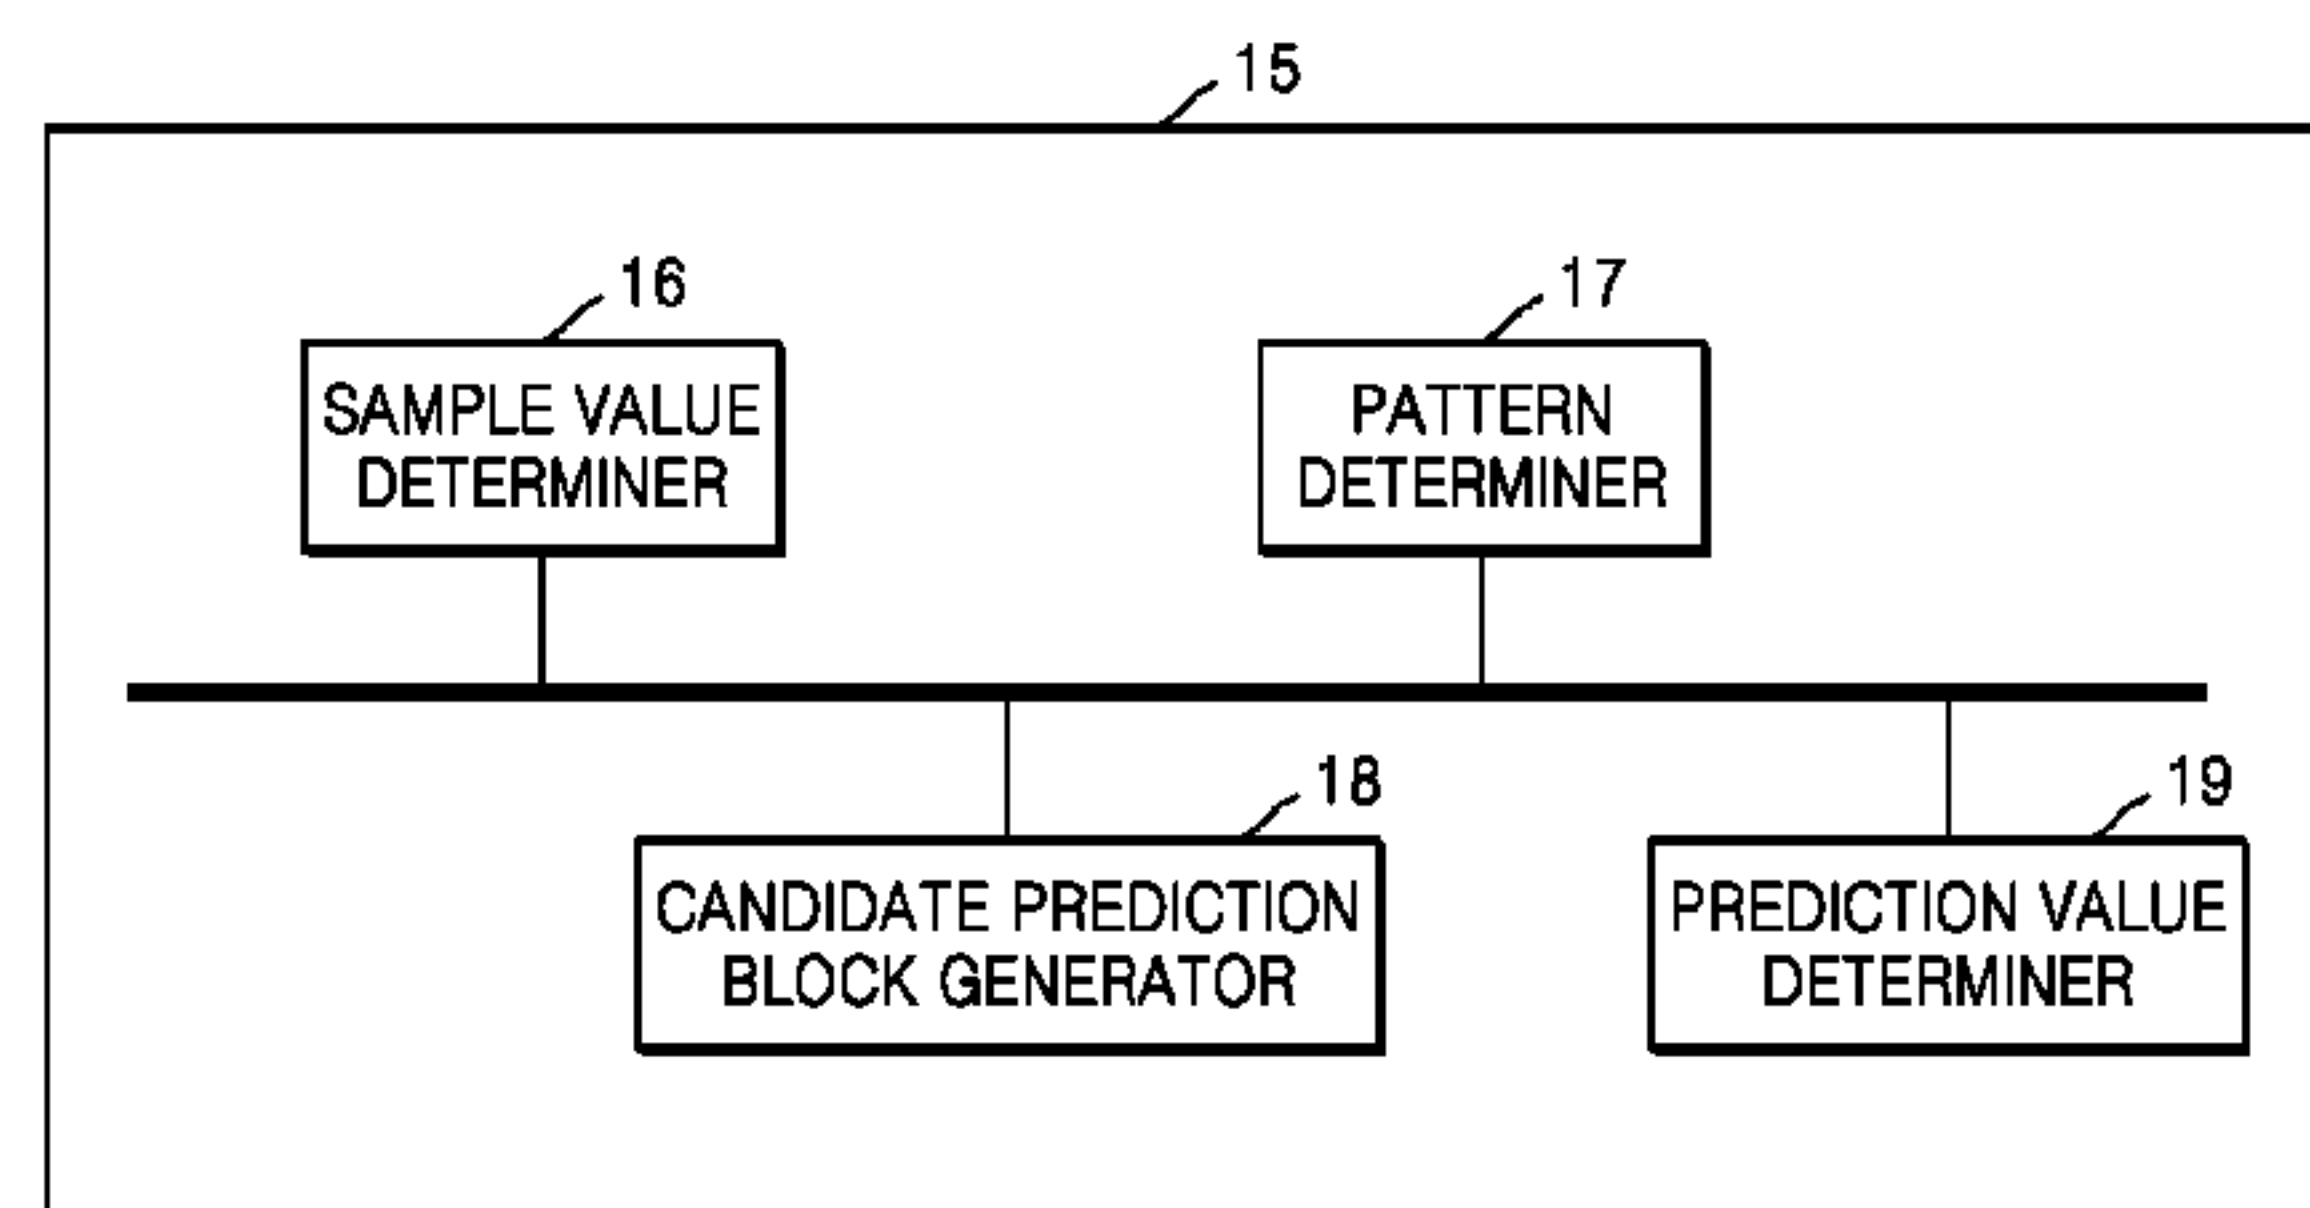 15
16
17
SAMPLE VALUE
DETERMINER
PATTERN
DETERMINER
18
19
CANDIDATE PREDICTION
BLOCK GENERATOR
PREDICTION VALUE
DETERMINER